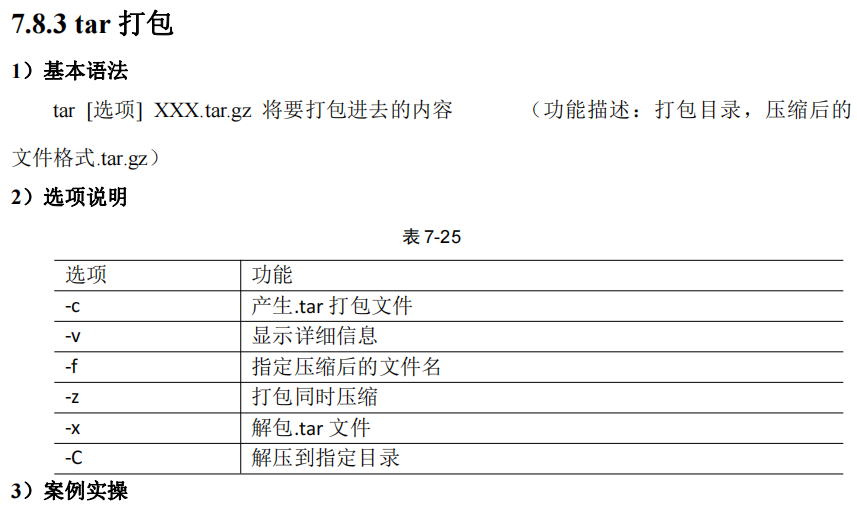 7.8.3 tar 打包
1）基本语法
tar [选项] XXX.tar.gz 将要打包进去的内容 （功能描述：打包目录，压缩后的
文件格式.tar.gz）
2）选项说明
表 7-25
选项 功能
-c 产生.tar 打包文件
-v 显示详细信息
-f 指定压缩后的文件名
-z 打包同时压缩
-x 解包.tar 文件
-C 解压到指定目录
3）案例实操